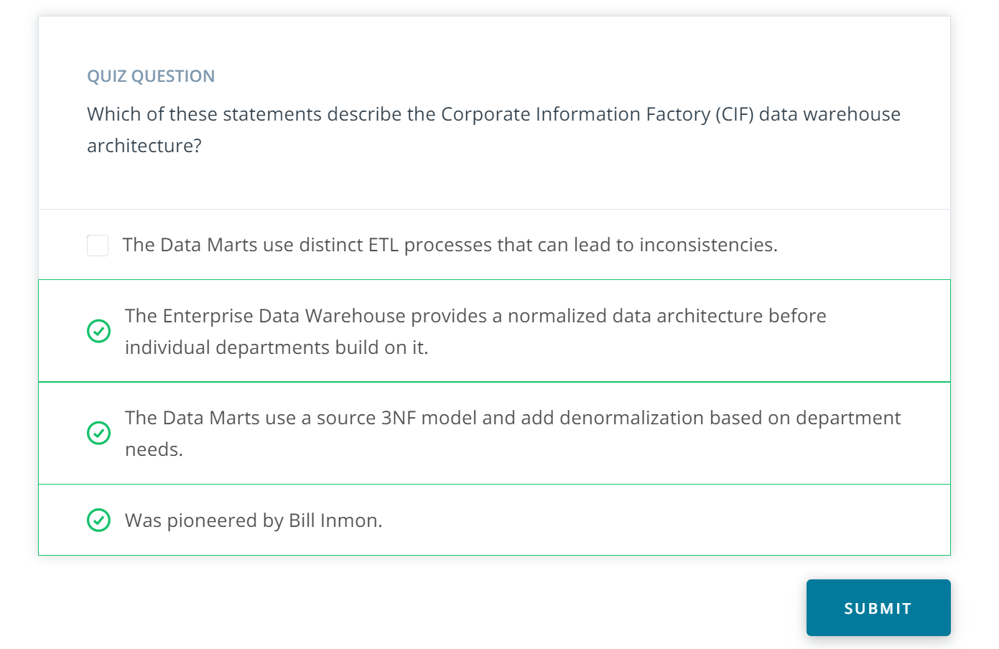 QUIZ QUESTION
Which of these statements describe the Corporate Information Factory (CIF) data warehouse
architecture?
The Data Marts use distinct ETL processes that can lead to inconsistencies.
The Enterprise Data Warehouse provides a normalized data architecture before
individual departments build on it.
The Data Marts use a source 3NF model and add denormalization based on department
needs.
Was pioneered by Bill Inmon.
SUBMIT